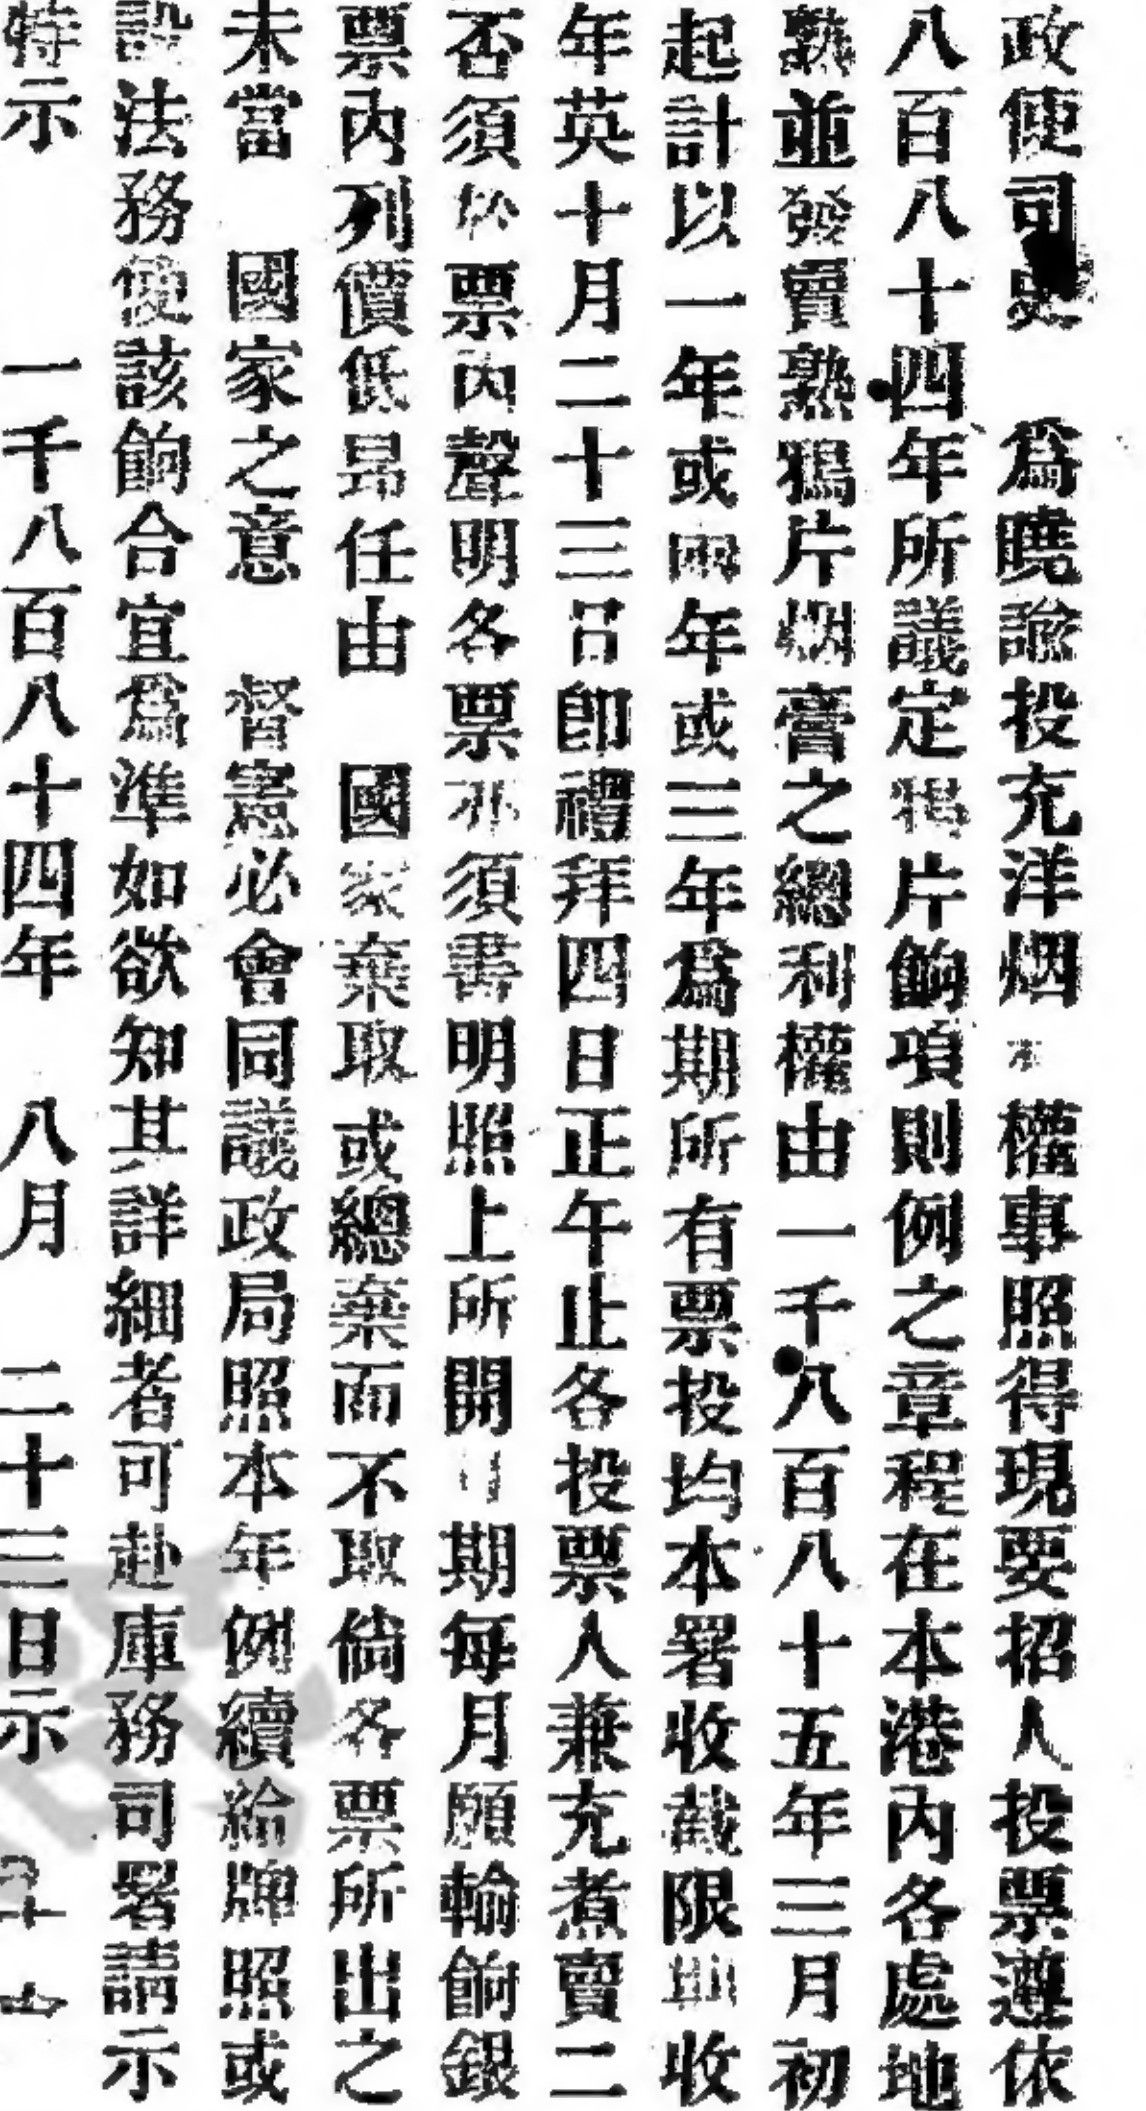 政使司史　為曉諭投充洋烟　權事照得現要招人投票遵依
八百八十四年所議定鴉片餉項則例之章程在本港內各處地
熟並發賣熟鴉片烟膏之總利權由一千八百八十五年三月初
起計以一年或兩年或三年為期所有票投均本署收截限 收
年英十月二十三日卽禮拜四日正午止各投票人兼充煮賣二
否須於票內聲明各票亦須書明照上所開 期每月願輸餉銀
票內列價低昂任由　國家棄取或總棄而不取倘各票所出之
未當　國家之意　督憲必會同議政局照本年例續給牌照或
設法務使該餉合宜為準如欲知其詳細者可赴庫務司署請示
特示　　一千八百八十四年　八月　二十三日示